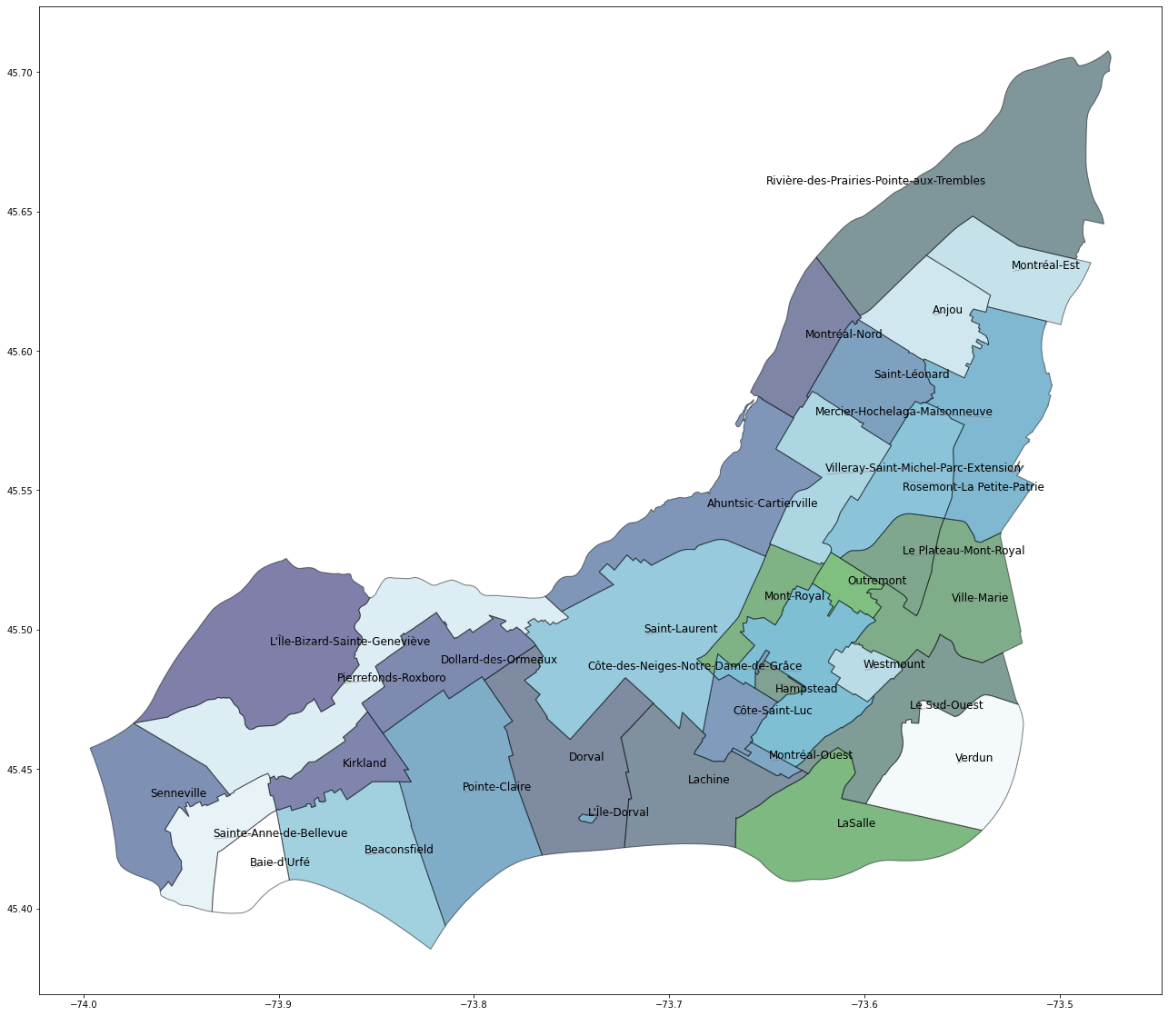 45.70
45.65
45.60
45.55
45.50
45.45
45.40
Rivière-des-Prairies-Pointe-aux-Trembles
Montréal-Est
Anjou
Montréal-Nord
Saint-Léonard
Mercier-Hochelaga-Maisonneuve
Villeray-Saint-Michel-Parc-Extension
Rosemont-La Petite-Patrie
Ahuntsic-Cartierville
Le Plateau-Mont-Royal
Outremont
Mont-Royal
Ville-Marie
Saint-Laurent
L'Île-Bizard-Sainte-Geneviève
Dollard-des-Ormeaux
Côte-des-Neiges-Notre-Dame-de-Grâce
Westmount
Pierrefonds-Roxboro
Hampstead
Le Sud-Ouest
Côte-Saint-Luc
Montréal-Ouest
Dorval
Verdun
Kirkland
Lachine
Pointe-Claire
Senneville
L'Île-Dorval
LaSalle
Sainte-Anne-de-Bellevue
Beaconsfield
Baie-d'Urfé
−74.0
−73.9
−73.8
−73.7
−73.6
−73.5